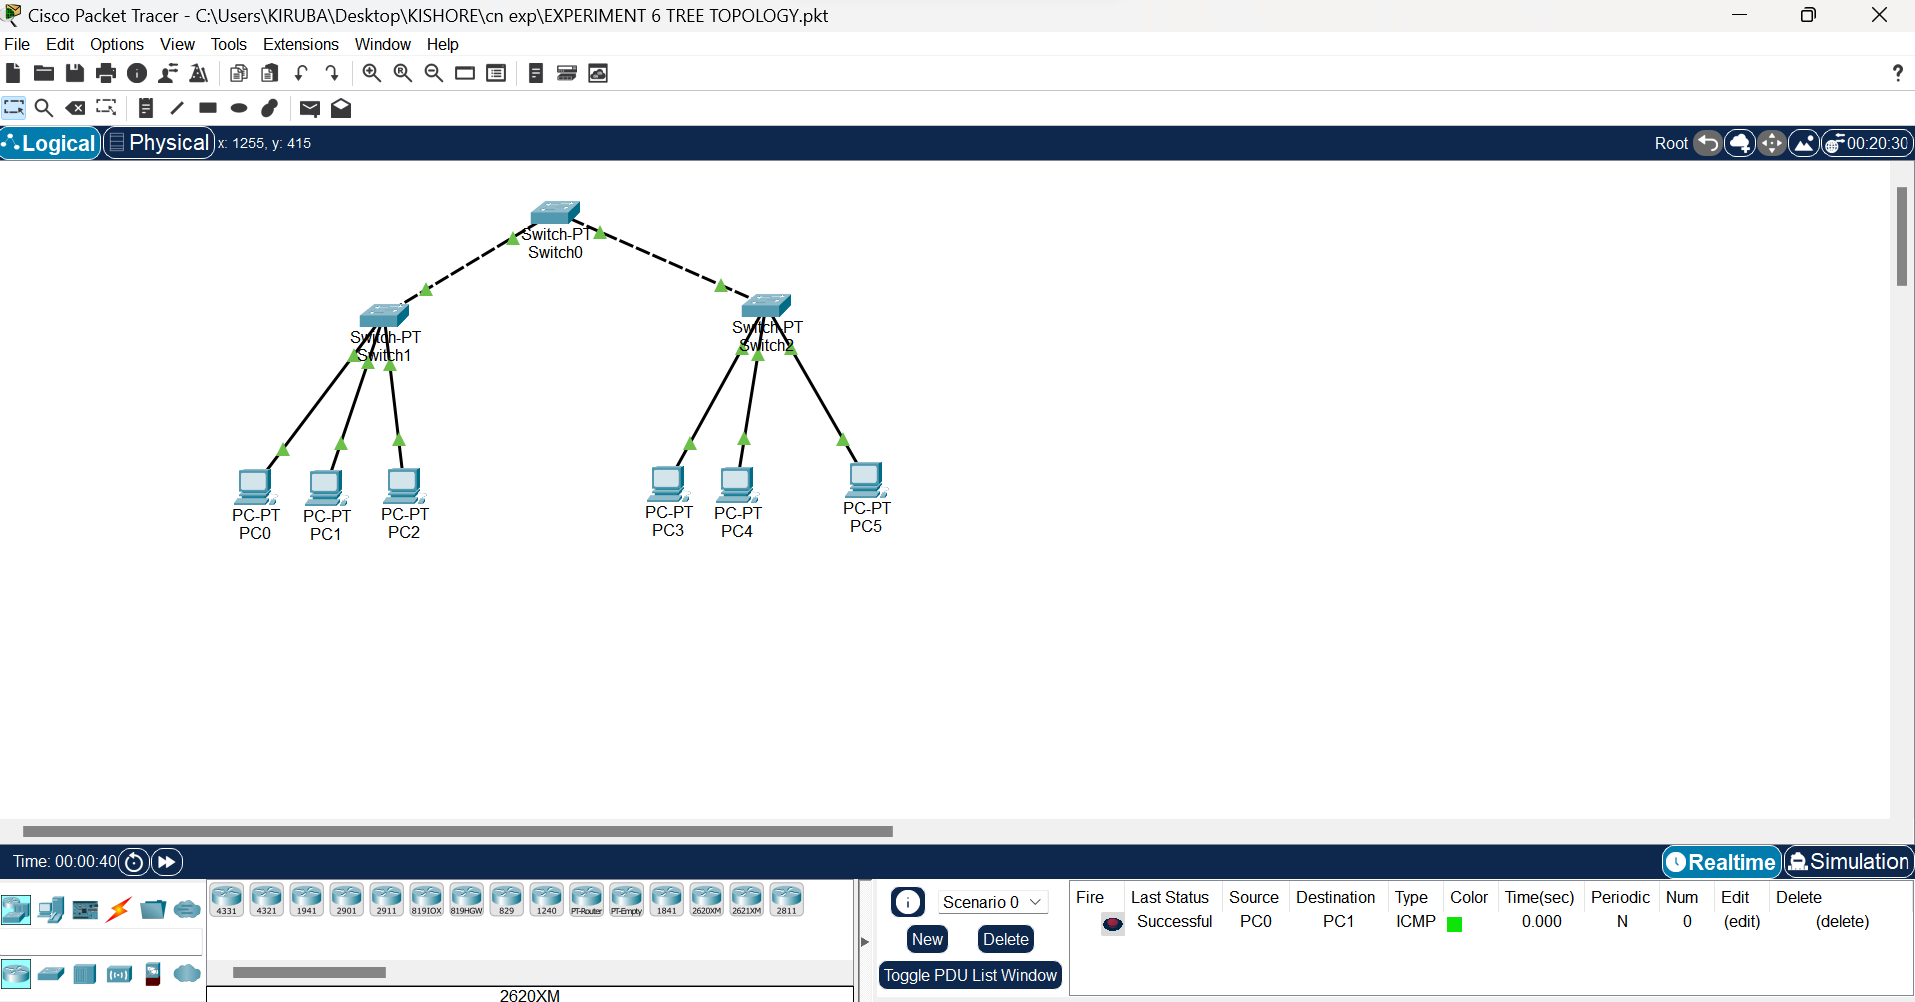 Cisco Packet Tracer - C:\Users\KIRUBA\Desktop\KISHORE\cn exp\EXPERIMENT 6 TREE TOPOLOGY.pkt
File Edit Options View Tools Extensions Window Help
?
Logical Physical x: 1255, y: 415 Root 00:20:30
Switch-PT
Switch0
Switch-PT
Switch1
Switch-PT
Switch2
PC-PT
PC0
PC-PT
PC1
PC-PT
PC2
PC-PT
PC3
PC-PT
PC4
PC-PT
PC5
Time: 00:00:40 Realtime Simulation
4331 4321 1941 2901 2911 819IOX 819HGW 829 1240 PT-Router PT-Empty 1841 2620XM 2621XM 2811
2620XM
Scenario 0
New Delete
Toggle PDU List Window
Fire Last Status Source Destination Type Color Time(sec) Periodic Num Edit Delete
Successful PC0 PC1 ICMP 0.000 N 0 (edit) (delete)